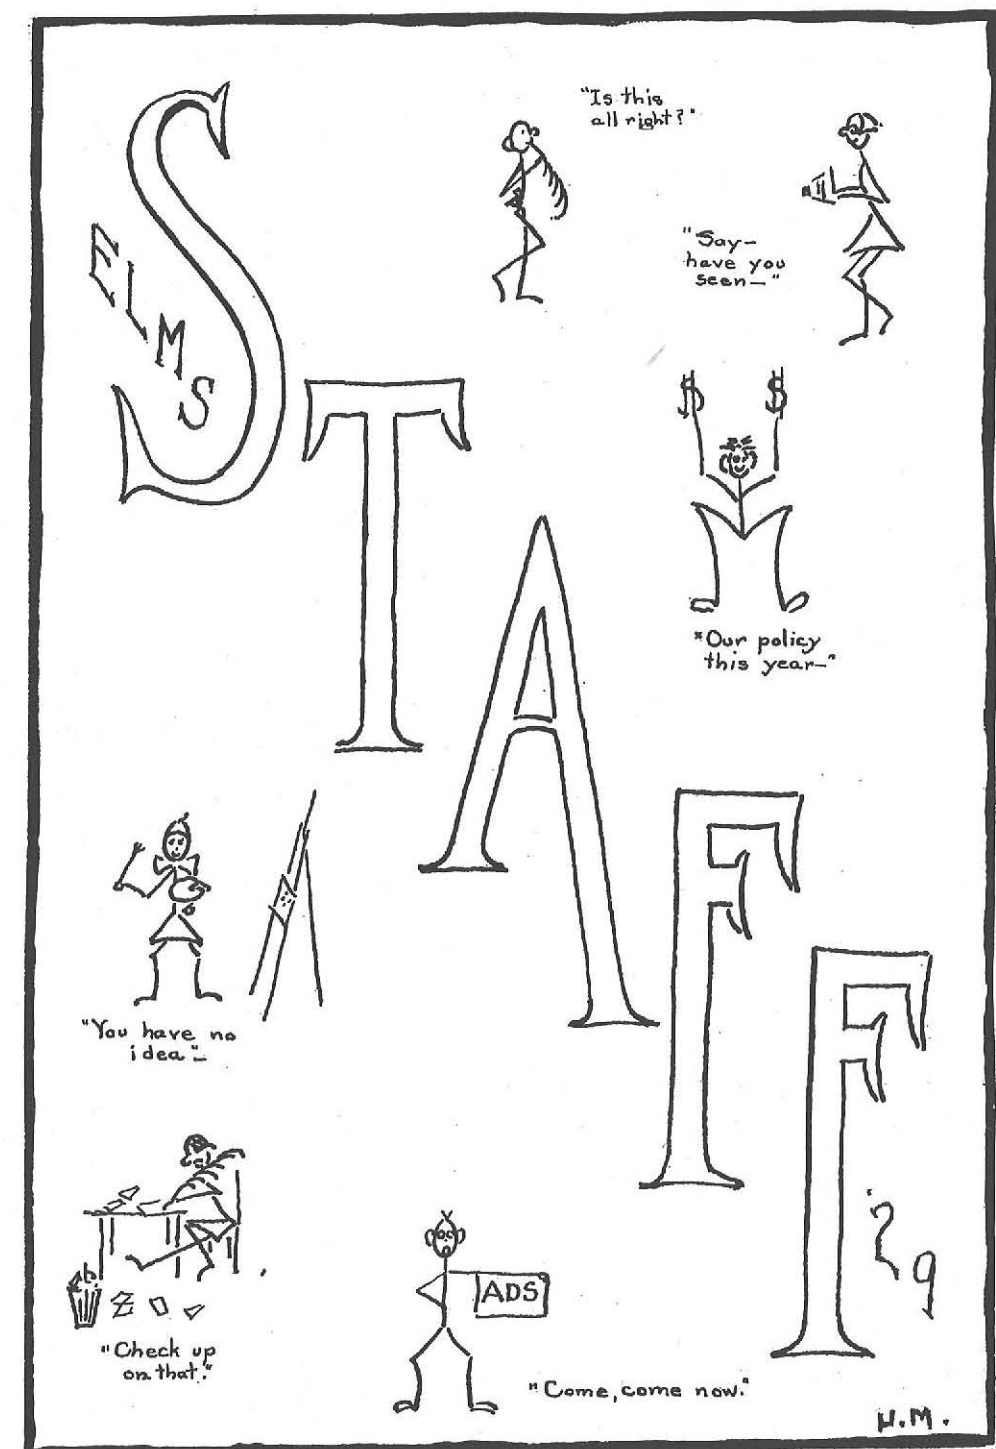 ELMS
STAFF
'29
"Is this
all right?"
"Say—
have you
seen—"
$ $
"Our policy
this year—"
"You have no
idea"—
"Check up
on that."
ADS
"Come, come now."
H.M.